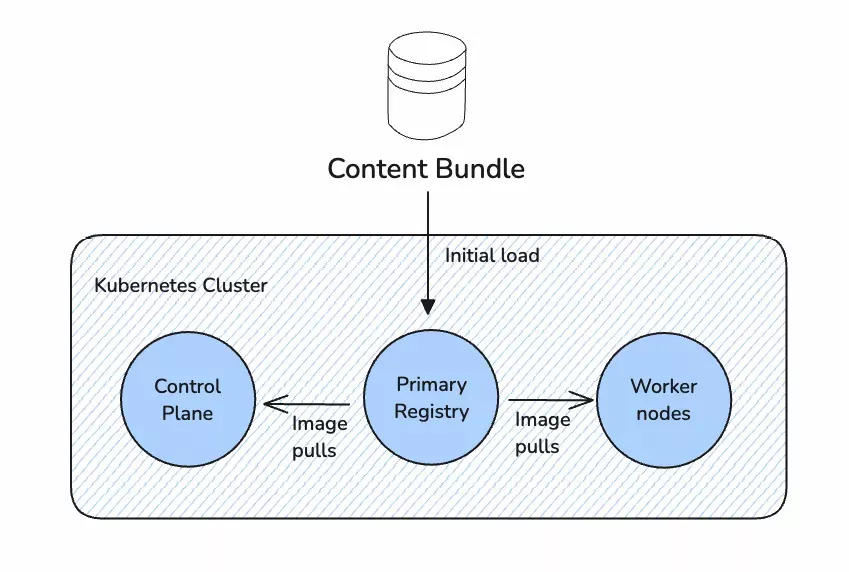 Content Bundle
Initial load
Kubernetes Cluster
Control
Plane
Primary
Registry
Worker
nodes
Image
pulls
Image
pulls